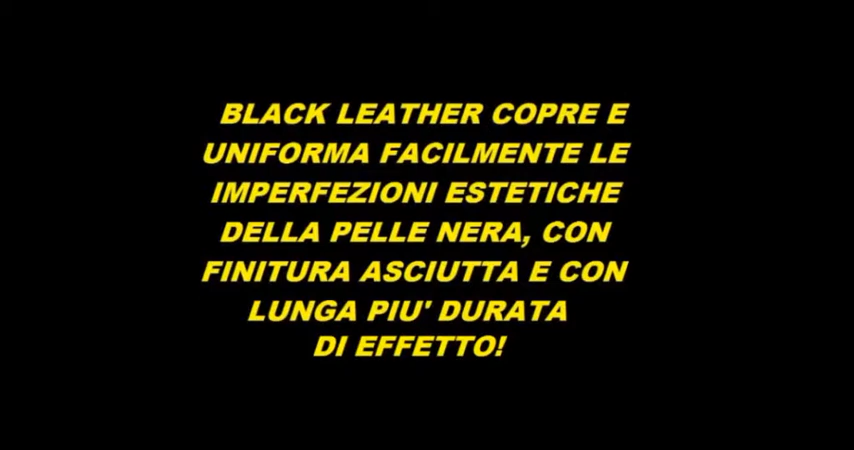 BLACK LEATHER COPRE E
UNIFORMA FACILMENTE LE
IMPERFEZIONI ESTETICHE
DELLA PELLE NERA, CON
FINITURA ASCIUTTA E CON
LUNGA PIU' DURATA
DI EFFETTO!